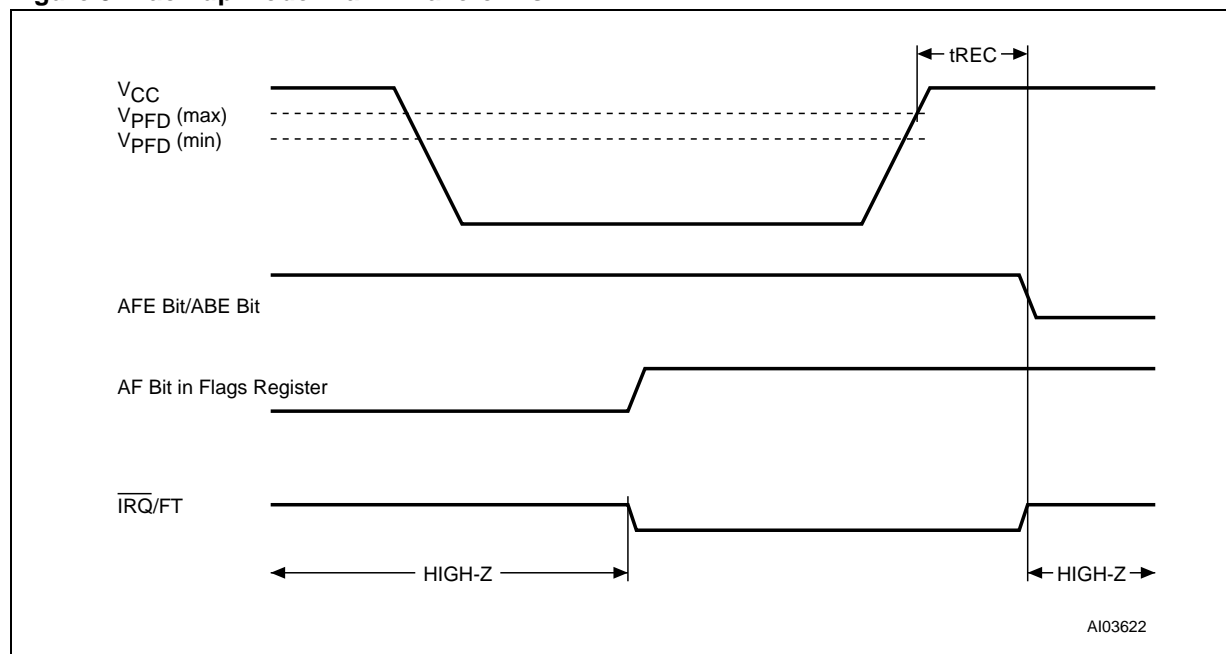 tREC
VCC
VPFD (max)
VPFD (min)
AFE Bit/ABE Bit
AF Bit in Flags Register
IRQ/FT
HIGH-Z
HIGH-Z
AI03622